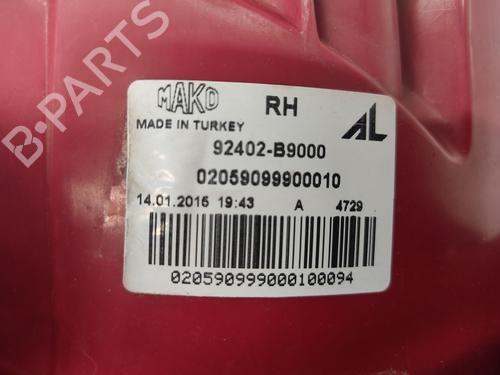 MAKO RH AL
MADE IN TURKEY
92402-B9000
02059099900010
14.01.2015 19:43 A 4729
020590999000100094
B-PARTS